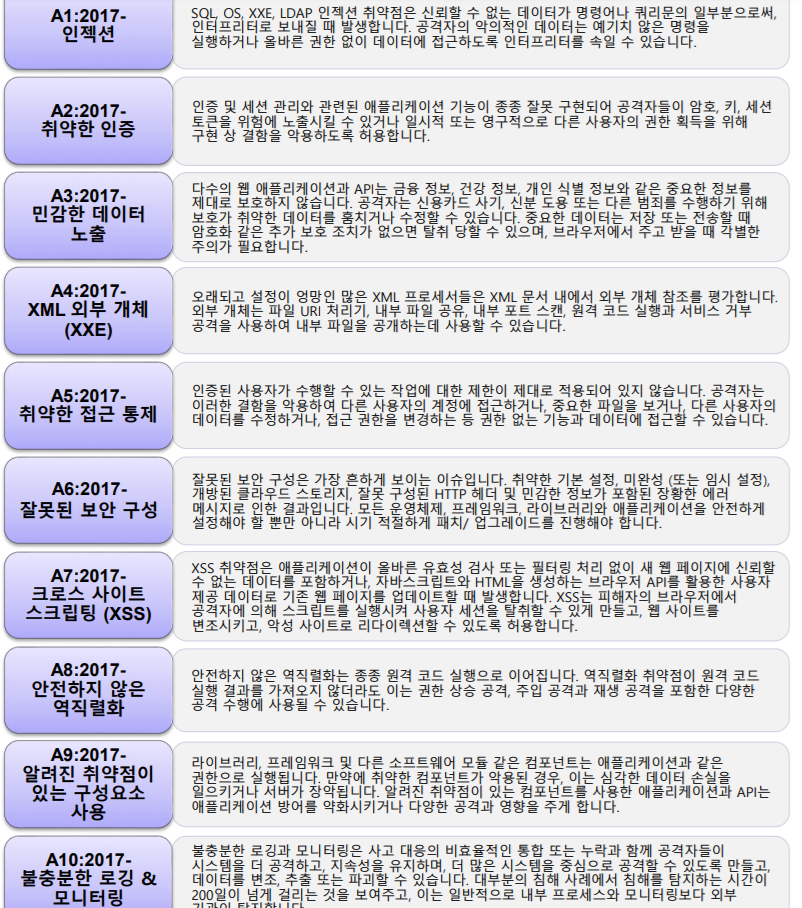 A1:2017-
인젝션
SQL, OS, XXE, LDAP 인젝션 취약점은 신뢰할 수 없는 데이터가 명령어나 쿼리문의 일부분으로써,
인터프리터로 보내질 때 발생합니다. 공격자의 악의적인 데이터는 예기치 않은 명령을
실행하거나 올바른 권한 없이 데이터에 접근하도록 인터프리터를 속일 수 있습니다.
A2:2017-
취약한 인증
인증 및 세션 관리와 관련된 애플리케이션 기능이 종종 잘못 구현되어 공격자들이 암호, 키, 세션
토큰을 위험에 노출시킬 수 있거나 일시적 또는 영구적으로 다른 사용자의 권한 획득을 위해
구현 상 결함을 악용하도록 허용합니다.
A3:2017-
민감한 데이터
노출
다수의 웹 애플리케이션과 API는 금융 정보, 건강 정보, 개인 식별 정보와 같은 중요한 정보를
제대로 보호하지 않습니다. 공격자는 신용카드 사기, 신분 도용 또는 다른 범죄를 수행하기 위해
보호가 취약한 데이터를 훔치거나 수정할 수 있습니다. 중요한 데이터는 저장 또는 전송할 때
암호화 같은 추가 보호 조치가 없으면 탈취 당할 수 있으며, 브라우저에서 주고 받을 때 각별한
주의가 필요합니다.
A4:2017-
XML 외부 개체
(XXE)
오래되고 설정이 엉망인 많은 XML 프로세서들은 XML 문서 내에서 외부 개체 참조를 평가합니다.
외부 개체는 파일 URI 처리기, 내부 파일 공유, 내부 포트 스캔, 원격 코드 실행과 서비스 거부
공격을 사용하여 내부 파일을 공개하는데 사용할 수 있습니다.
A5:2017-
취약한 접근 통제
인증된 사용자가 수행할 수 있는 작업에 대한 제한이 제대로 적용되어 있지 않습니다. 공격자는
이러한 결함을 악용하여 다른 사용자의 계정에 접근하거나, 중요한 파일을 보거나, 다른 사용자의
데이터를 수정하거나, 접근 권한을 변경하는 등 권한 없는 기능과 데이터에 접근할 수 있습니다.
A6:2017-
잘못된 보안 구성
잘못된 보안 구성은 가장 흔하게 보이는 이슈입니다. 취약한 기본 설정, 미완성 (또는 임시 설정),
개방된 클라우드 스토리지, 잘못 구성된 HTTP 헤더 및 민감한 정보가 포함된 장황한 에러
메시지로 인한 결과입니다. 모든 운영체제, 프레임워크, 라이브러리와 애플리케이션을 안전하게
설정해야 할 뿐만 아니라 시기 적절하게 패치/ 업그레이드를 진행해야 합니다.
A7:2017-
크로스 사이트
스크립팅 (XSS)
XSS 취약점은 애플리케이션이 올바른 유효성 검사 또는 필터링 처리 없이 새 웹 페이지에 신뢰할
수 없는 데이터를 포함하거나, 자바스크립트와 HTML을 생성하는 브라우저 API를 활용한 사용자
제공 데이터로 기존 웹 페이지를 업데이트할 때 발생합니다. XSS는 피해자의 브라우저에서
공격자에 의해 스크립트를 실행시켜 사용자 세션을 탈취할 수 있게 만들고, 웹 사이트를
변조시키고, 악성 사이트로 리다이렉션할 수 있도록 허용합니다.
A8:2017-
안전하지 않은
역직렬화
안전하지 않은 역직렬화는 종종 원격 코드 실행으로 이어집니다. 역직렬화 취약점이 원격 코드
실행 결과를 가져오지 않더라도 이는 권한 상승 공격, 주입 공격과 재생 공격을 포함한 다양한
공격 수행에 사용될 수 있습니다.
A9:2017-
알려진 취약점이
있는 구성요소
사용
라이브러리, 프레임워크 및 다른 소프트웨어 모듈 같은 컴포넌트는 애플리케이션과 같은
권한으로 실행됩니다. 만약에 취약한 컴포넌트가 악용된 경우, 이는 심각한 데이터 손실을
일으키거나 서버가 장악됩니다. 알려진 취약점이 있는 컴포넌트를 사용한 애플리케이션과 API는
애플리케이션 방어를 약화시키거나 다양한 공격과 영향을 주게 합니다.
A10:2017-
불충분한 로깅 &
모니터링
불충분한 로깅과 모니터링은 사고 대응의 비효율적인 통합 또는 누락과 함께 공격자들이
시스템을 더 공격하고, 지속성을 유지하며, 더 많은 시스템을 중심으로 공격할 수 있도록 만들고,
데이터를 변조, 추출 또는 파괴할 수 있습니다. 대부분의 침해 사례에서 침해를 탐지하는 시간이
200일이 넘게 걸리는 것을 보여주고, 이는 일반적으로 내부 프로세스와 모니터링보다 외부